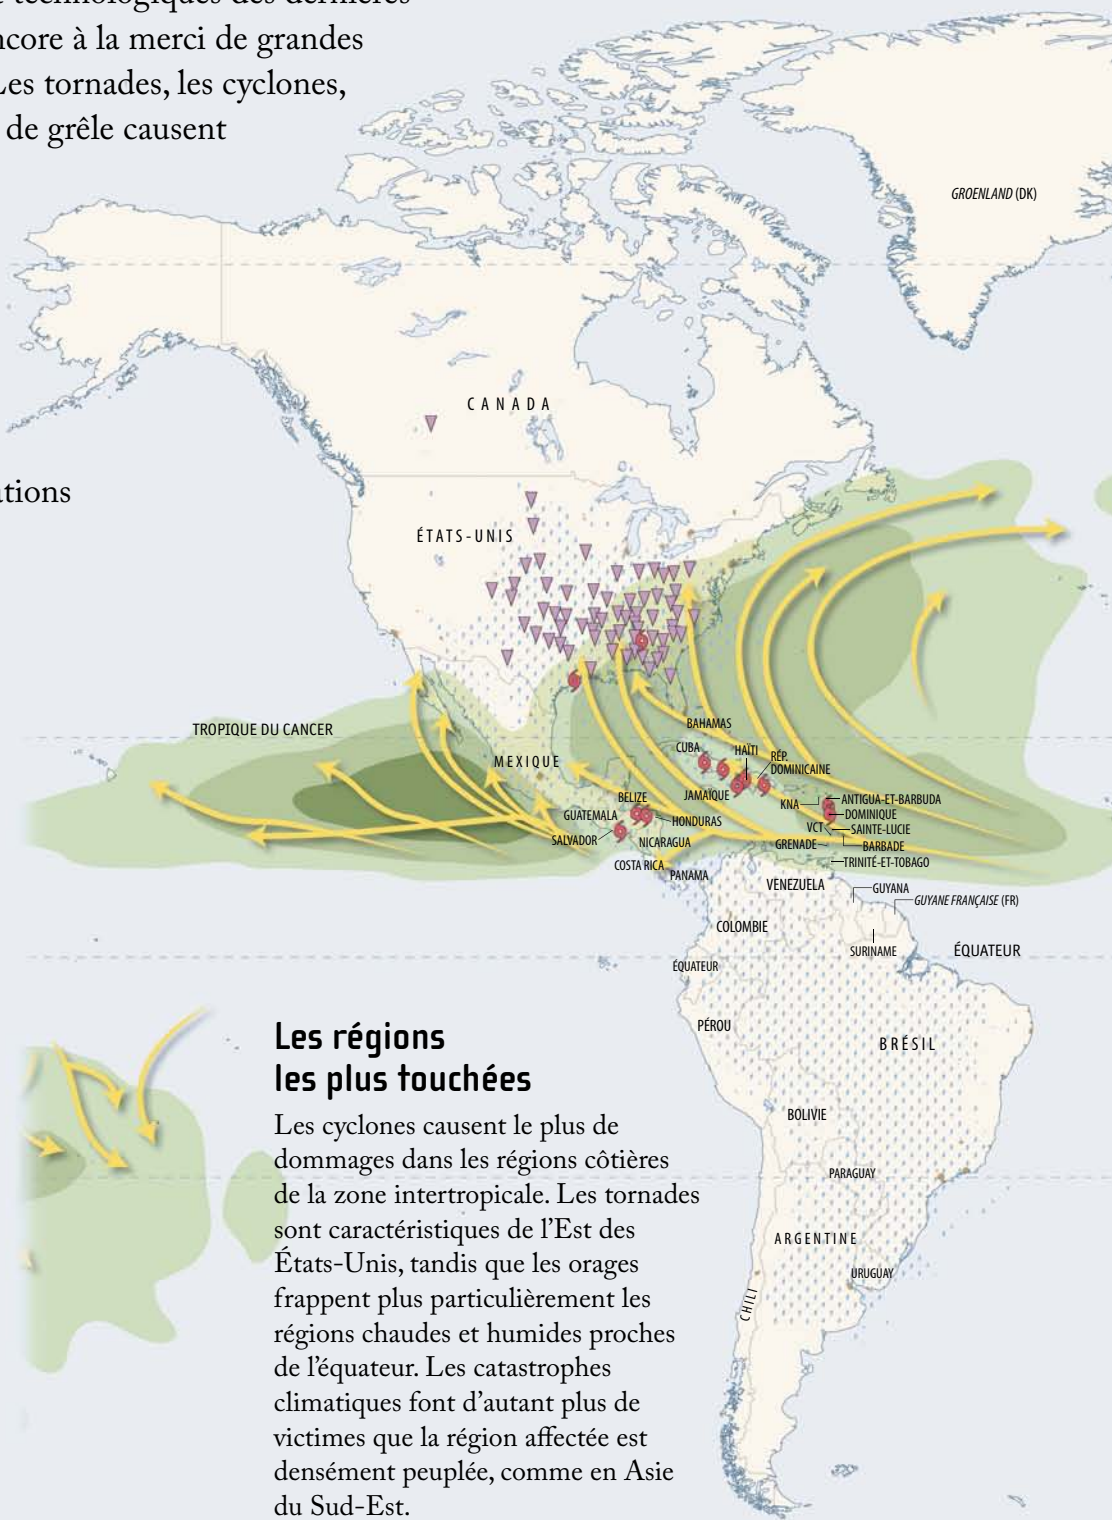 technologiques des dernières
ncore à la merci de grandes
Les tornades, les cyclones,
de grêle causent
ations
GROENLAND (DK)
CANADA
ÉTATS-UNIS
TROPIQUE DU CANCER
MEXIQUE
BAHAMAS
CUBA
HAÏTI
RÉP.
DOMINICAINE
JAMAÏQUE
BELIZE
GUATEMALA
HONDURAS
SALVADOR
NICARAGUA
COSTA RICA
PANAMA
KNA
ANTIGUA-ET-BARBUDA
DOMINIQUE
VCT
SAINTE-LUCIE
GRENADE
BARBADE
TRINITÉ-ET-TOBAGO
VENEZUELA
GUYANA
GUYANE FRANÇAISE (FR)
COLOMBIE
SURINAME
ÉQUATEUR
ÉQUATEUR
PÉROU
BRÉSIL
BOLIVIE
PARAGUAY
ARGENTINE
URUGUAY
CHILI
Les régions
les plus touchées
Les cyclones causent le plus de
dommages dans les régions côtières
de la zone intertropicale. Les tornades
sont caractéristiques de l'Est des
États-Unis, tandis que les orages
frappent plus particulièrement les
régions chaudes et humides proches
de l'équateur. Les catastrophes
climatiques font d'autant plus de
victimes que la région affectée est
densément peuplée, comme en Asie
du Sud-Est.